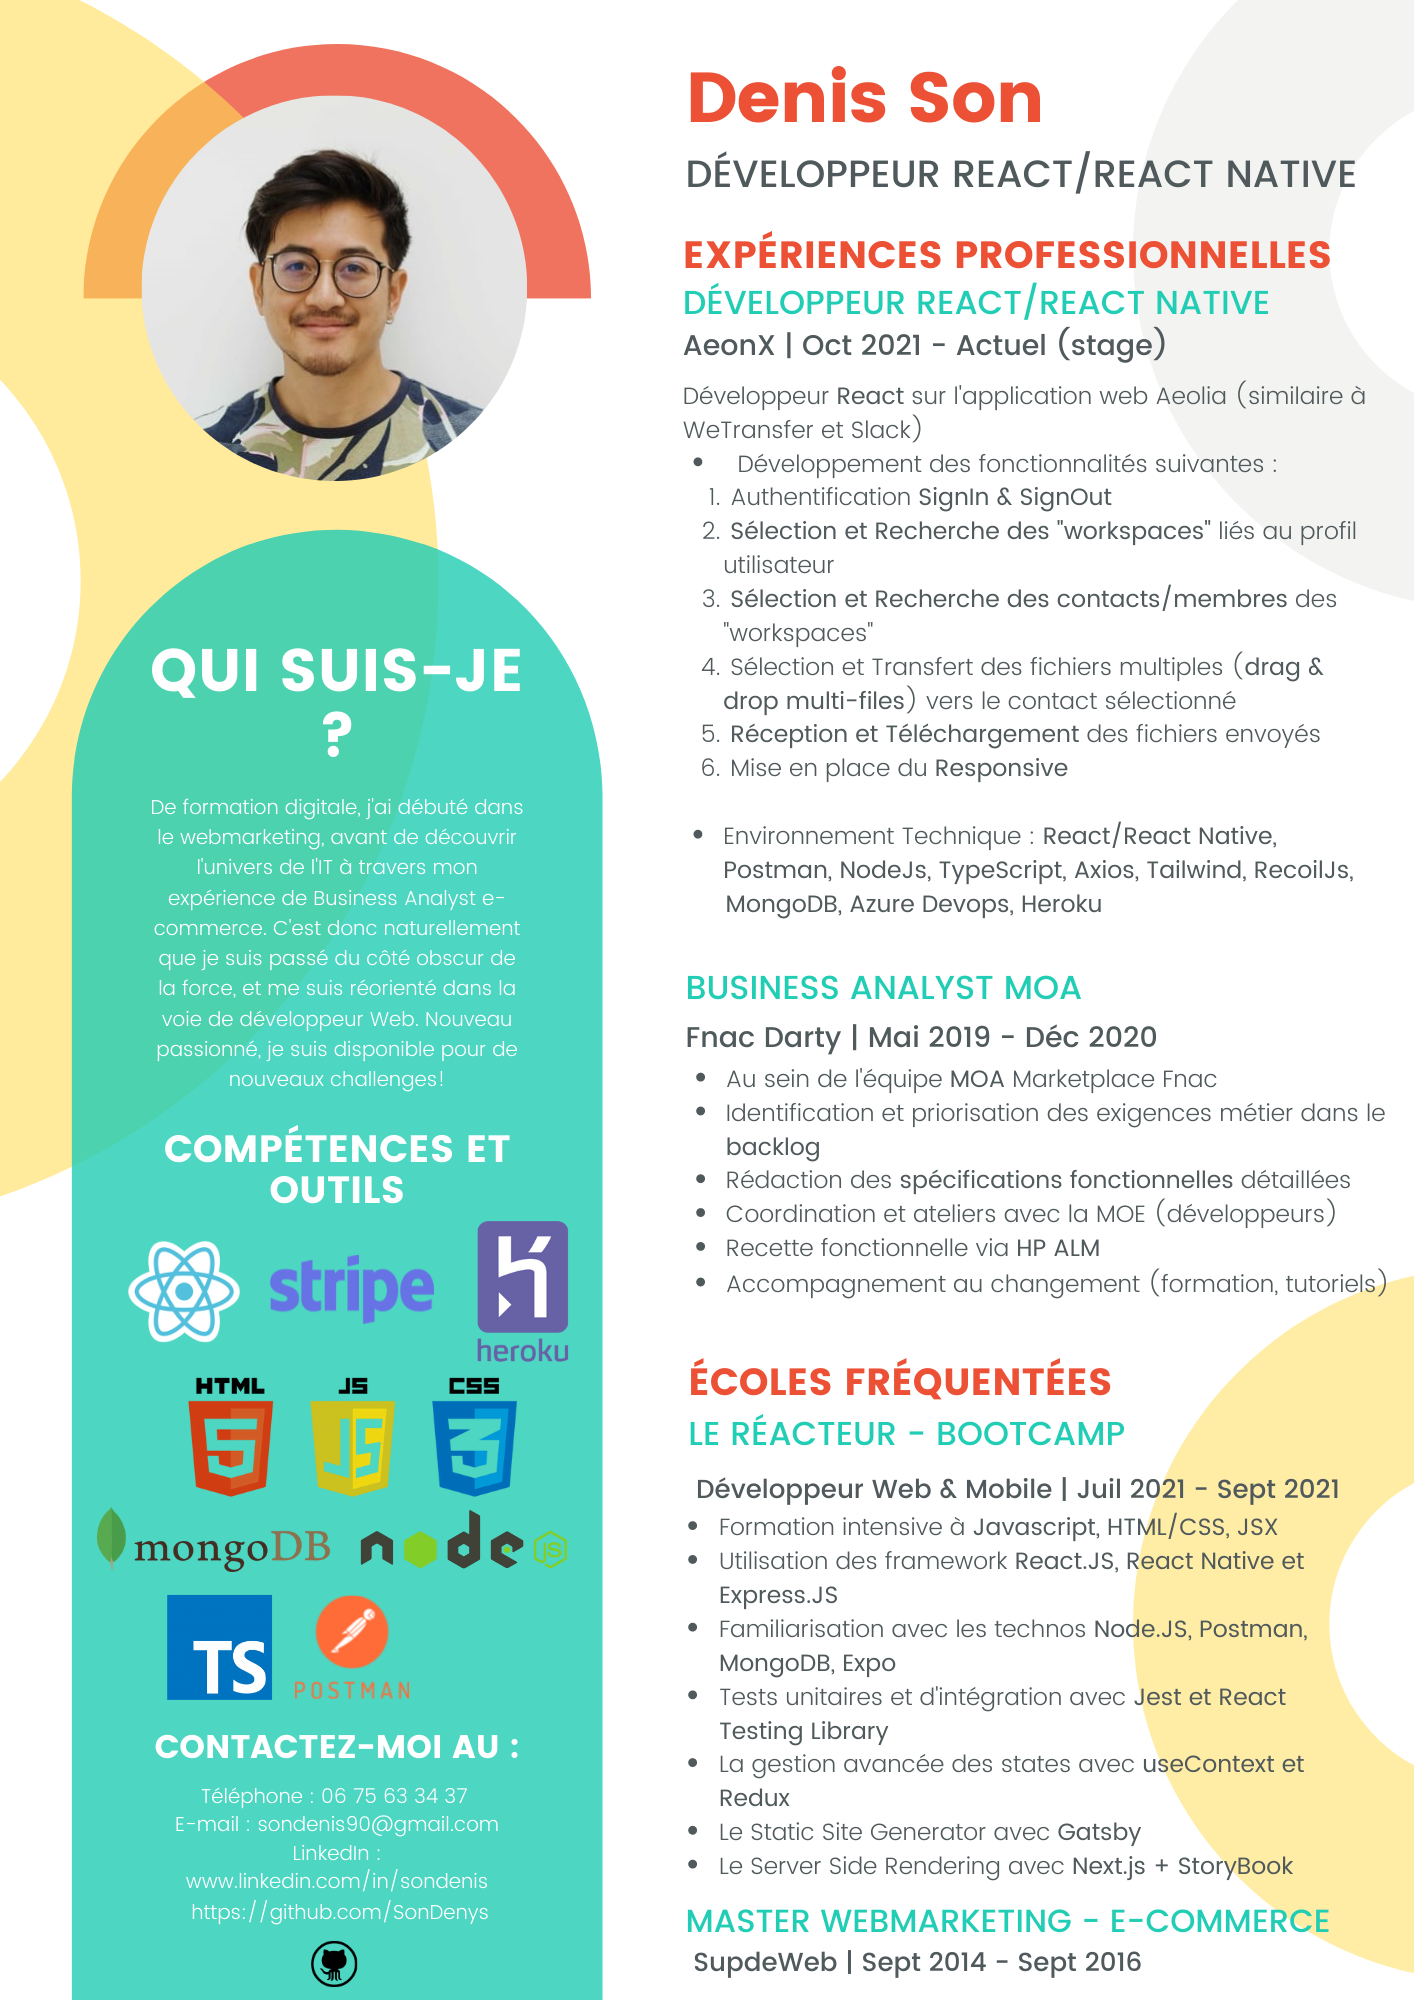 Denis Son
DÉVELOPPEUR REACT/REACT NATIVE
EXPÉRIENCES PROFESSIONNELLES
DÉVELOPPEUR REACT/REACT NATIVE
AeonX | Oct 2021 - Actuel (stage)
Développeur React sur l'application web Aeolia (similaire à
WeTransfer et Slack)
• Développement des fonctionnalités suivantes :
1. Authentification SignIn & SignOut
2. Sélection et Recherche des "workspaces" liés au profil
utilisateur
3. Sélection et Recherche des contacts/membres des
"workspaces"
4. Sélection et Transfert des fichiers multiples (drag &
drop multi-files) vers le contact sélectionné
5. Réception et Téléchargement des fichiers envoyés
6. Mise en place du Responsive
• Environnement Technique : React/React Native,
Postman, NodeJs, TypeScript, Axios, Tailwind, RecoilJs,
MongoDB, Azure Devops, Heroku
BUSINESS ANALYST MOA
Fnac Darty | Mai 2019 - Déc 2020
• Au sein de l'équipe MOA Marketplace Fnac
• Identification et priorisation des exigences métier dans le
backlog
• Rédaction des spécifications fonctionnelles détaillées
• Coordination et ateliers avec la MOE (développeurs)
• Recette fonctionnelle via HP ALM
• Accompagnement au changement (formation, tutoriels)
ÉCOLES FRÉQUENTÉES
LE RÉACTEUR - BOOTCAMP
Développeur Web & Mobile | Juil 2021 - Sept 2021
• Formation intensive à Javascript, HTML/CSS, JSX
• Utilisation des framework React.JS, React Native et
Express.JS
• Familiarisation avec les technos Node.JS, Postman,
MongoDB, Expo
• Tests unitaires et d'intégration avec Jest et React
Testing Library
• La gestion avancée des states avec useContext et
Redux
• Le Static Site Generator avec Gatsby
• Le Server Side Rendering avec Next.js + StoryBook
MASTER WEBMARKETING - E-COMMERCE
SupdeWeb | Sept 2014 - Sept 2016
QUI SUIS-JE
?
De formation digitale, j'ai débuté dans
le webmarketing, avant de découvrir
l'univers de l'IT à travers mon
expérience de Business Analyst e-
commerce. C'est donc naturellement
que je suis passé du côté obscur de
la force, et me suis réorienté dans la
voie de développeur Web. Nouveau
passionné, je suis disponible pour de
nouveaux challenges!
COMPÉTENCES ET
OUTILS
stripe
heroku
HTML JS CSS
5 JS 3
mongoDB node JS
TS
POSTMAN
CONTACTEZ-MOI AU :
Téléphone : 06 75 63 34 37
E-mail : sondenis90@gmail.com
LinkedIn :
www.linkedin.com/in/sondenis
https://github.com/SonDenys